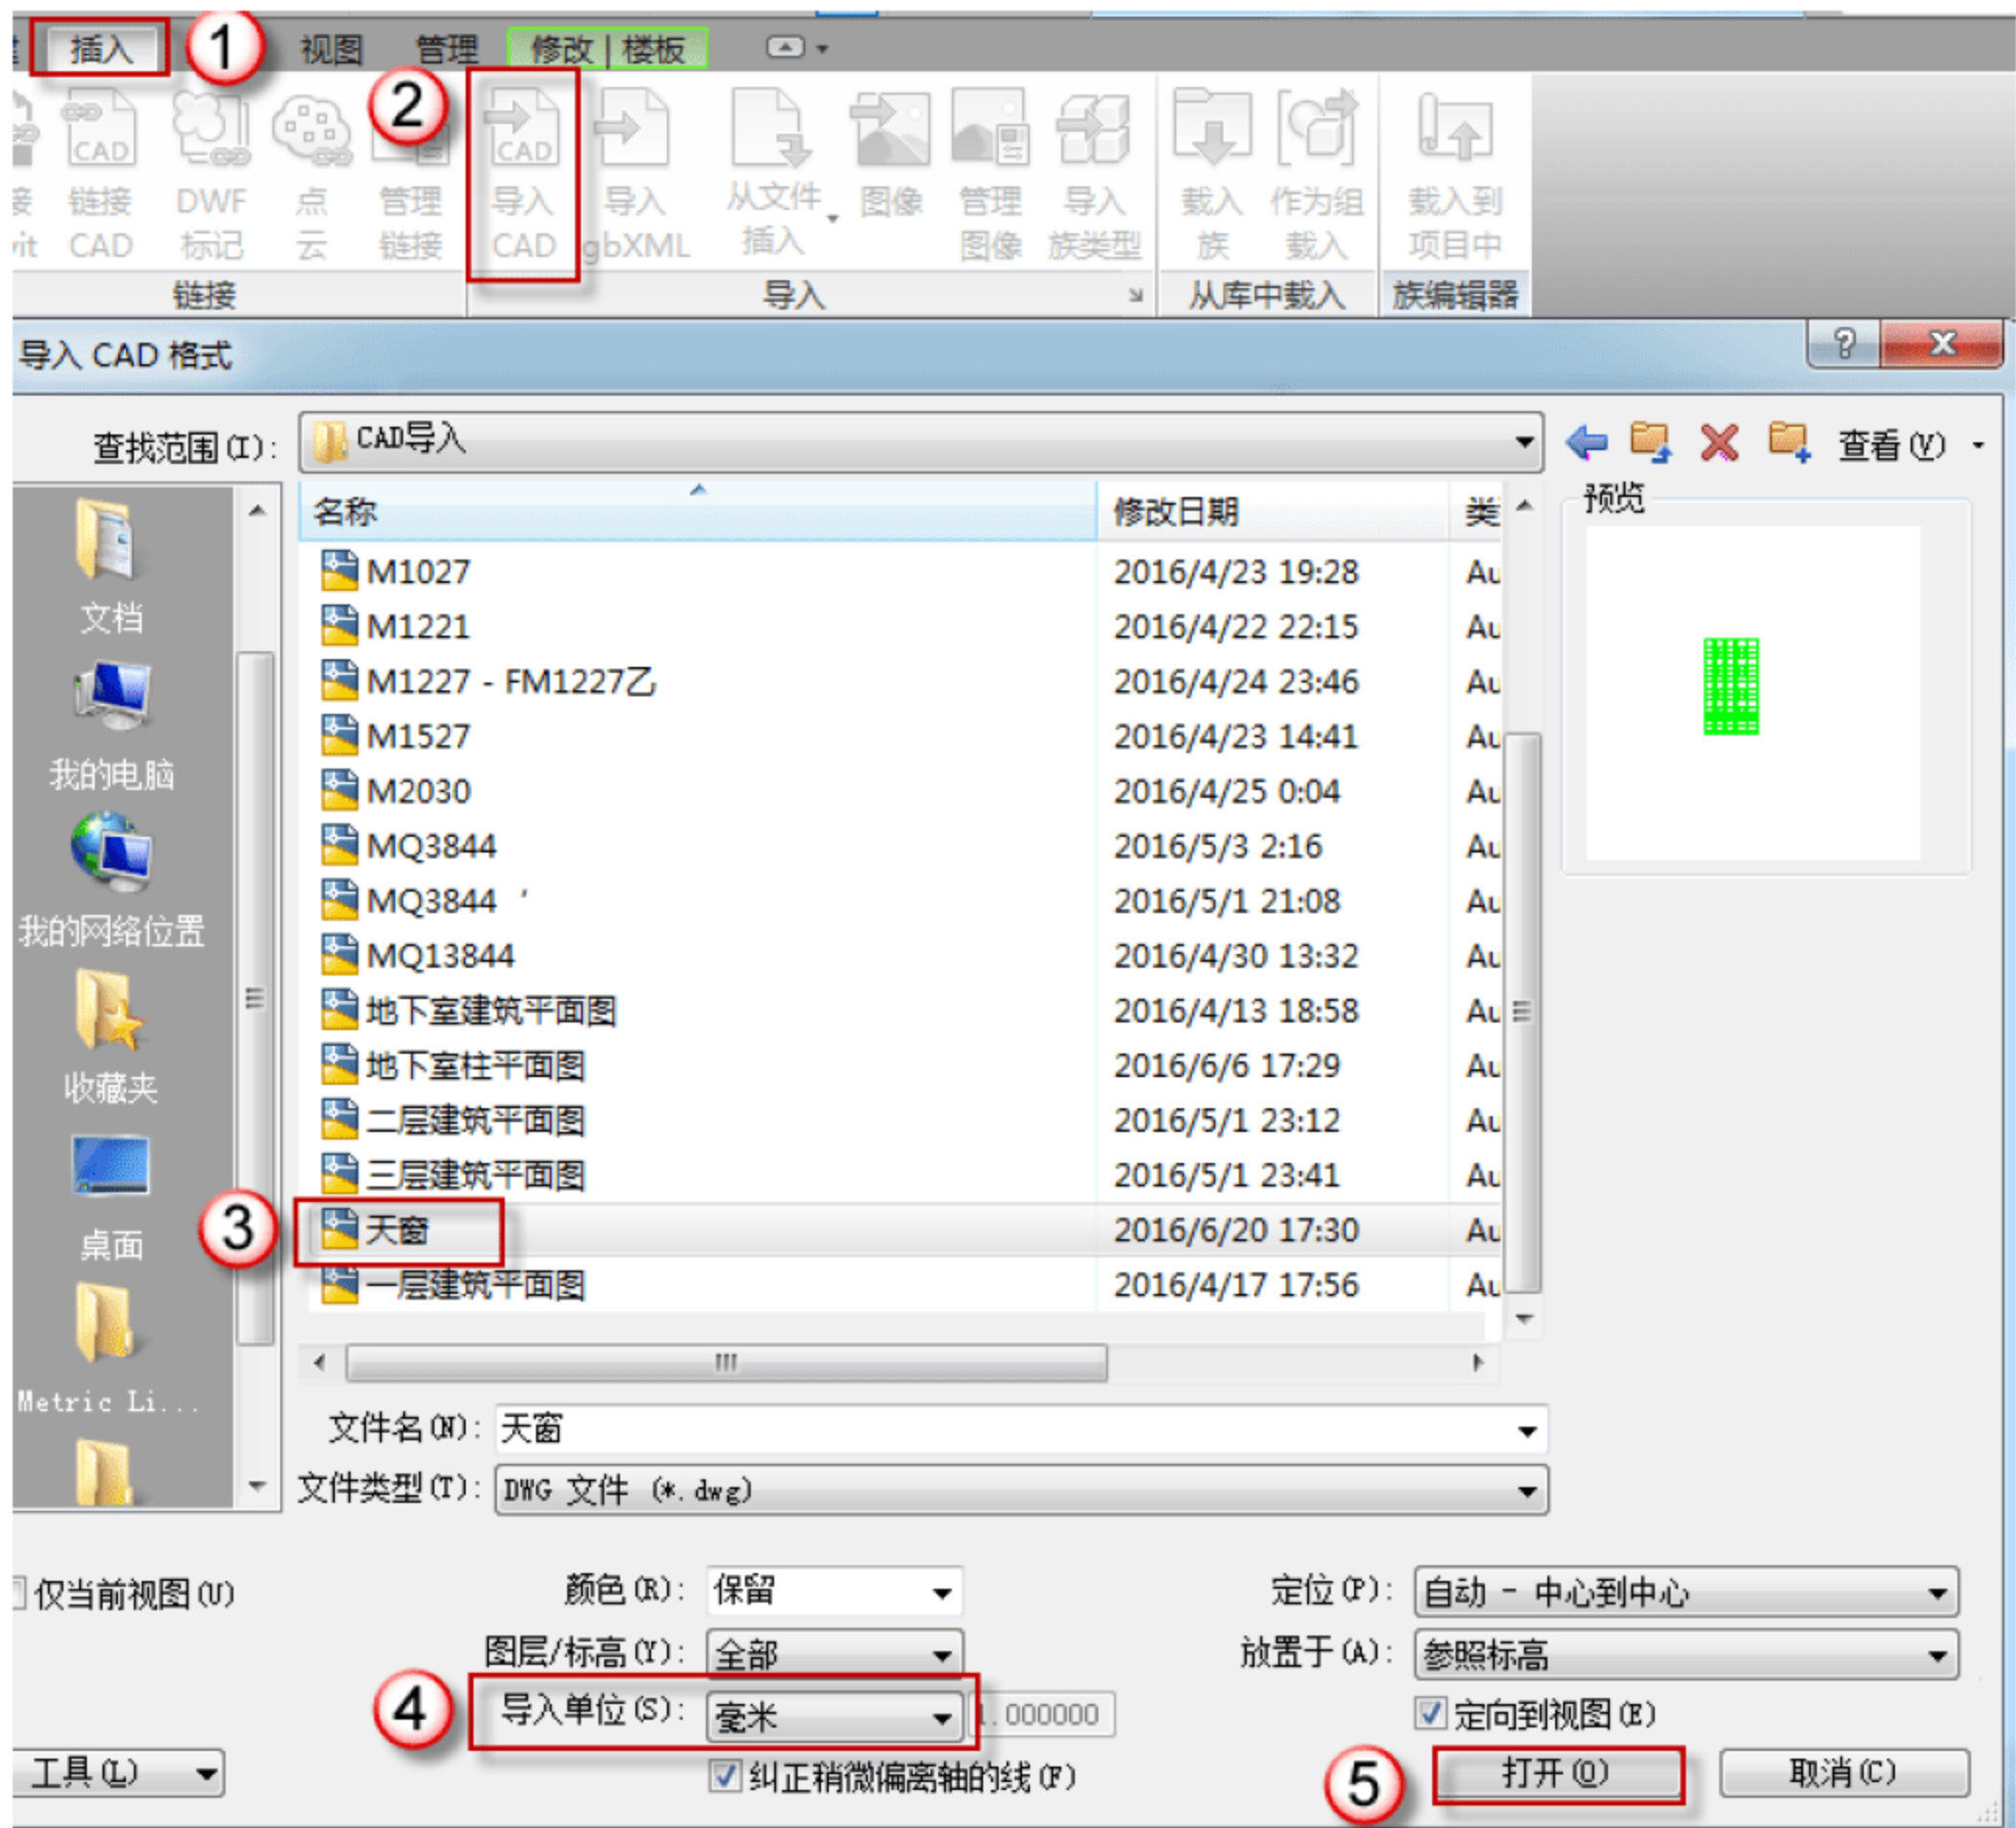 插入 ① 视图 管理 修改 | 楼板
②
CAD CAD
链接 DWF 点 管理 导入 导入 从文件 图像 管理 导入 载入 作为组 载入到
CAD 标记 云 链接 CAD gbXML 插入 图像 族类型 族 载入 项目中
链接 导入 从库中载入 族编辑器
导入 CAD 格式
查找范围(I): CAD导入 查看(V)
名称 修改日期 预览
M1027 2016/4/23 19:28 Au
M1221 2016/4/22 22:15 Au
M1227 - FM1227乙 2016/4/24 23:46 Au
M1527 2016/4/23 14:41 Au
M2030 2016/4/25 0:04 Au
MQ3844 2016/5/3 2:16 Au
MQ3844 ‘ 2016/5/1 21:08 Au
MQ13844 2016/4/30 13:32 Au
地下室建筑平面图 2016/4/13 18:58 Au
地下室柱平面图 2016/6/6 17:29 Au
二层建筑平面图 2016/5/1 23:12 Au
三层建筑平面图 2016/5/1 23:41 Au
③ 天窗 2016/6/20 17:30 Au
一层建筑平面图 2016/4/17 17:56 Au
文档
我的电脑
我的网络位置
收藏夹
桌面
Metric Li...
文件名(N): 天窗
文件类型(T): DWG 文件 (*.dwg)
仅当前视图(U) 颜色(R): 保留 定位(P): 自动 - 中心到中心
图层/标高(Y): 全部 放置于(A): 参照标高
④ 导入单位(S): 毫米 1.000000 定向到视图(E)
工具(L) 纠正稍微偏离轴的线(F) ⑤ 打开(O) 取消(C)